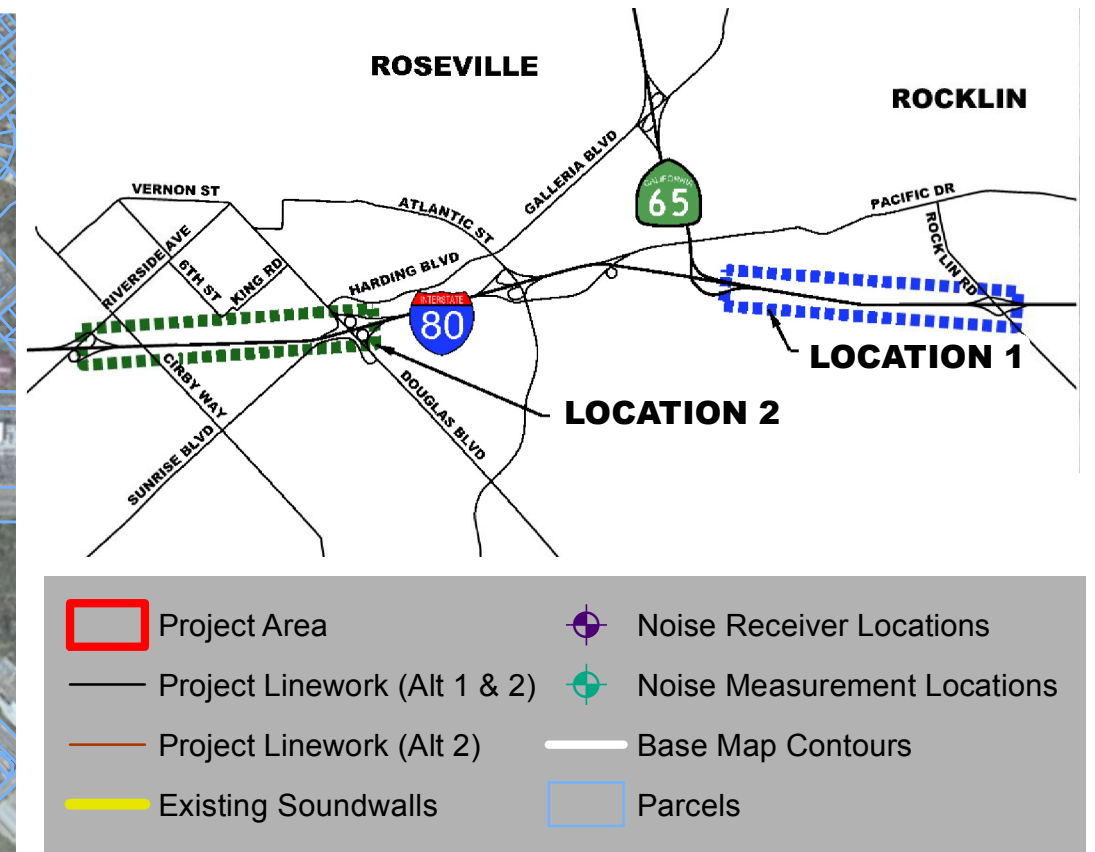 ROSEVILLE
ROCKLIN
VERNON ST
GALLERIA BLVD
CALIFORNIA
65
PACIFIC DR
ATLANTIC ST
ROCKLIN RD
RIVERSIDE AVE
6TH ST
KING RD
HARDING BLVD
INTERSTATE
80
LOCATION 1
CIRBY WAY
DOUGLAS BLVD
LOCATION 2
SUNRISE BLVD
Project Area
Project Linework (Alt 1 & 2)
Project Linework (Alt 2)
Existing Soundwalls
Noise Receiver Locations
Noise Measurement Locations
Base Map Contours
Parcels